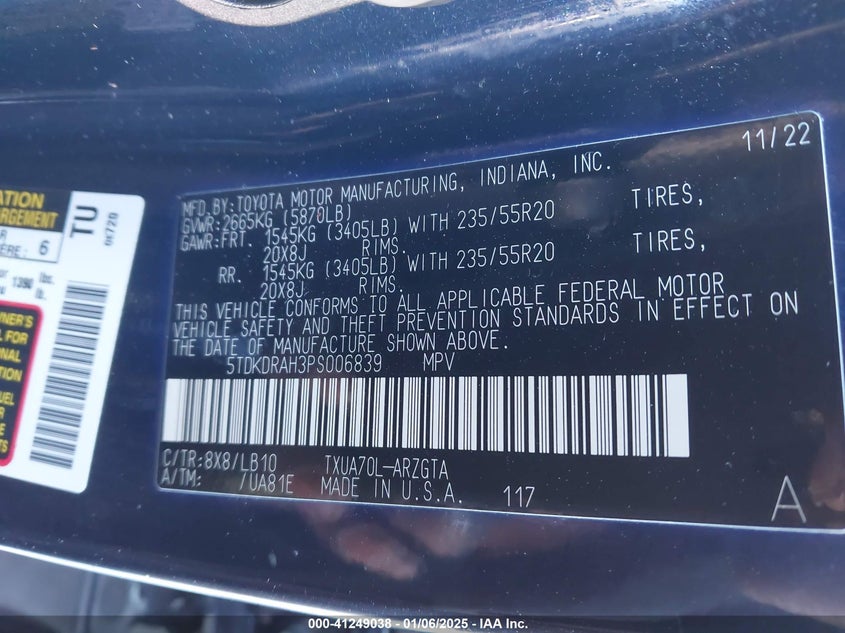 11/22
MFD.BY:TOYOTA MOTOR MANUFACTURING, INDIANA, INC.
GVWR:2665KG (5870LB)
GAWR:FRT. 1545KG (3405LB) WITH 235/55R20 TIRES,
20X8J RIMS.
RR. 1545KG (3405LB) WITH 235/55R20 TIRES,
20X8J RIMS.
THIS VEHICLE CONFORMS TO ALL APPLICABLE FEDERAL MOTOR
VEHICLE SAFETY AND THEFT PREVENTION STANDARDS IN EFFECT ON
THE DATE OF MANUFACTURE SHOWN ABOVE.
5TDKDRAH3PS006839 MPV
C/TR:8X8/LB10 TXUA70L-ARZGTA
A/TM: /UA81E MADE IN U.S.A. 117
A
TU
0E720
6
lbs.
000-41249038 - 01/06/2025 - IAA Inc.